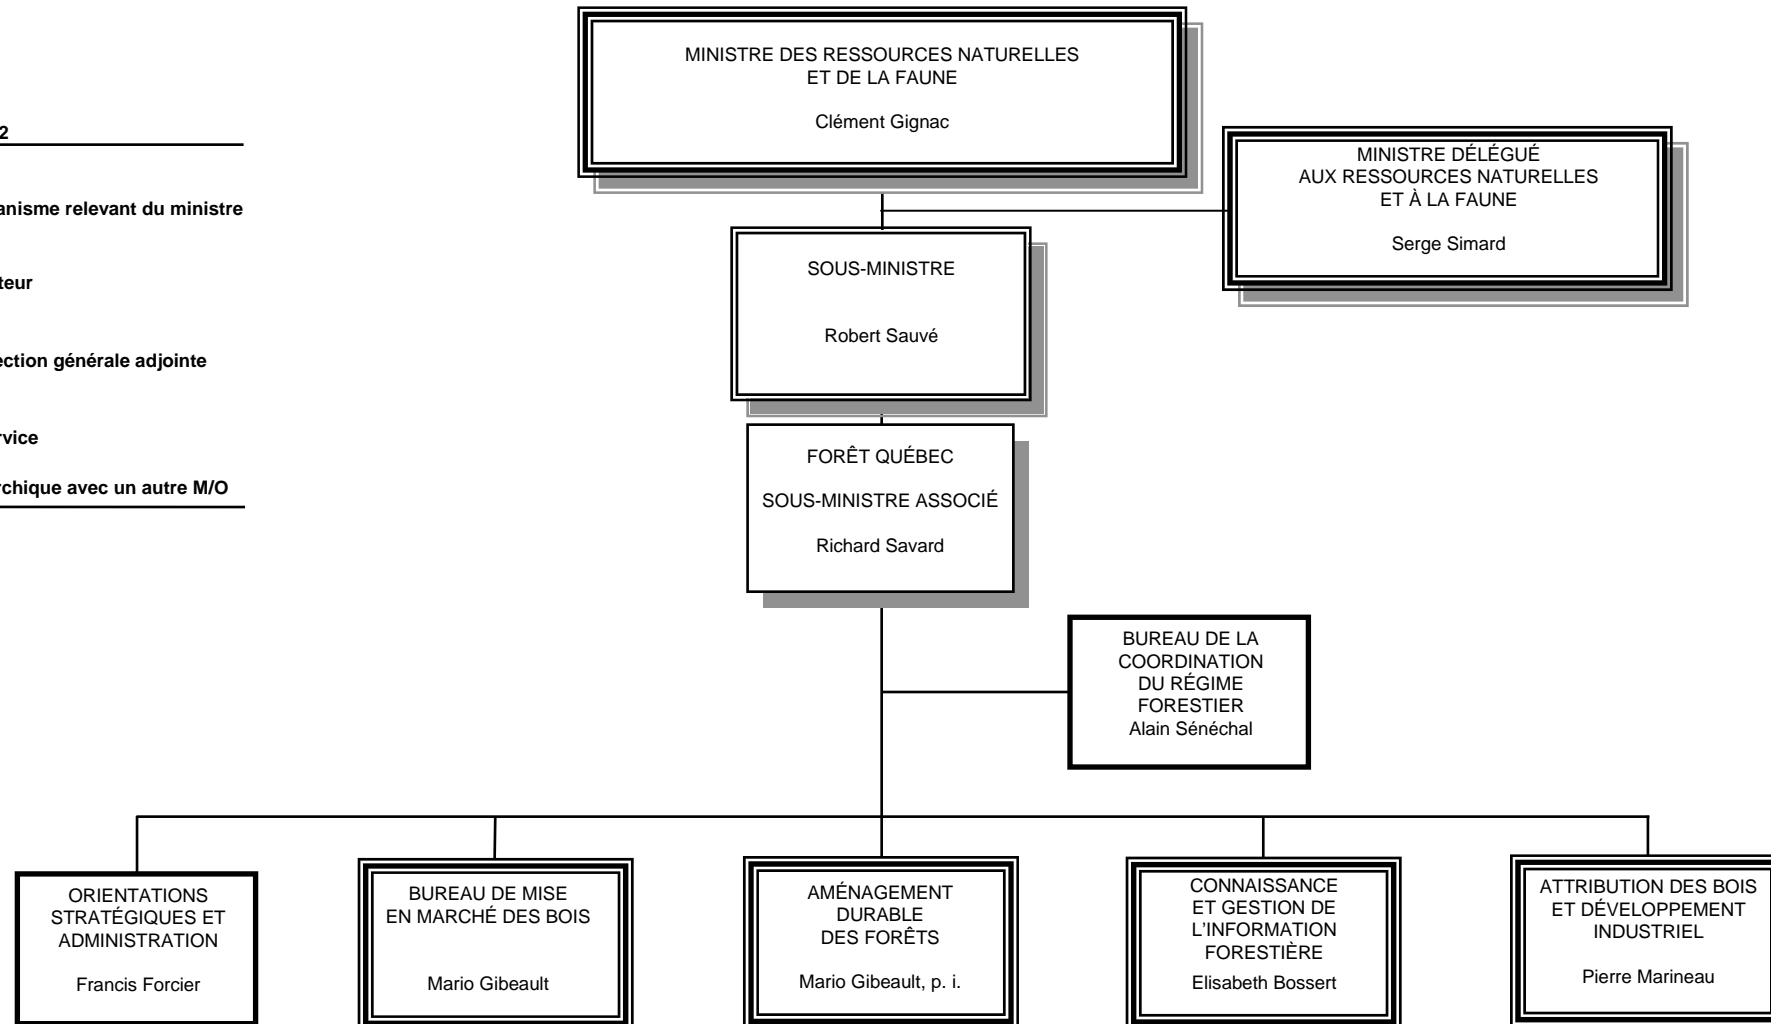 MINISTRE DES RESSOURCES NATURELLES
ET DE LA FAUNE
Clément Gignac
2
anisme relevant du ministre
teur
ection générale adjointe
rvice
rchique avec un autre M/O
MINISTRE DÉLÉGUÉ
AUX RESSOURCES NATURELLES
ET À LA FAUNE
Serge Simard
SOUS-MINISTRE
Robert Sauvé
FORÊT QUÉBEC
SOUS-MINISTRE ASSOCIÉ
Richard Savard
BUREAU DE LA
COORDINATION
DU RÉGIME
FORESTIER
Alain Sénéchal
ORIENTATIONS
STRATÉGIQUES ET
ADMINISTRATION
Francis Forcier
BUREAU DE MISE
EN MARCHÉ DES BOIS
Mario Gibeault
AMÉNAGEMENT
DURABLE
DES FORÊTS
Mario Gibeault, p. i.
CONNAISSANCE
ET GESTION DE
L'INFORMATION
FORESTIÈRE
Elisabeth Bossert
ATTRIBUTION DES BOIS
ET DÉVELOPPEMENT
INDUSTRIEL
Pierre Marineau